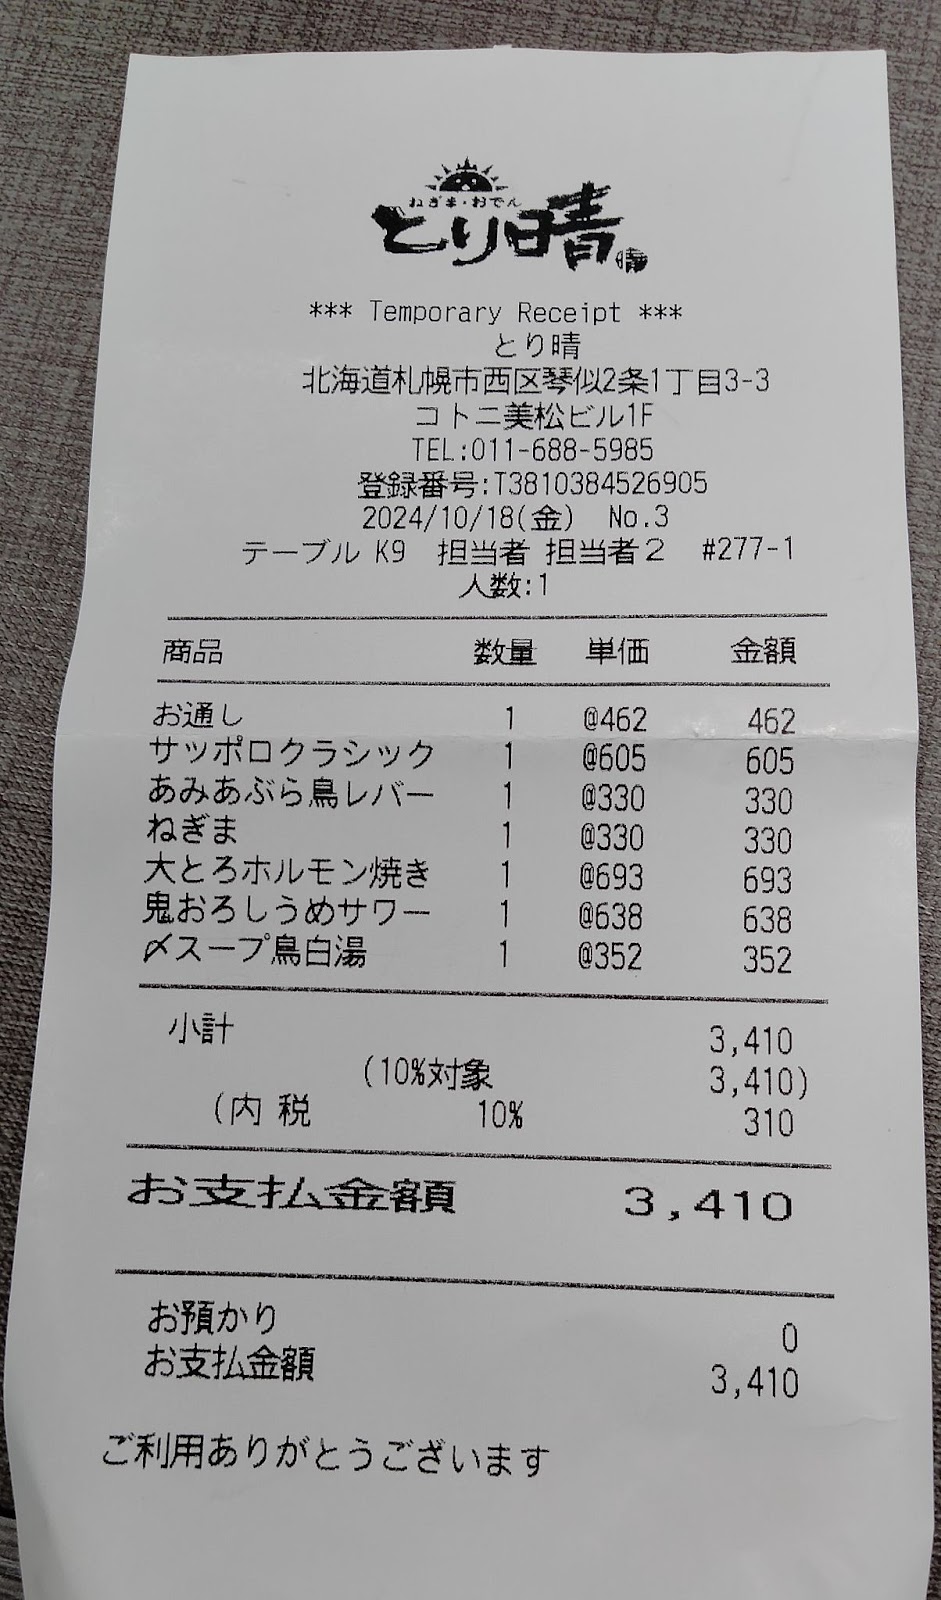 ねぎま・おでん
とり晴
晴
*** Temporary Receipt ***
とり晴
北海道札幌市西区琴似2条1丁目3-3
コトニ美松ビル1F
TEL:011-688-5985
登録番号:T3810384526905
2024/10/18(金) No.3
テーブル K9 担当者 担当者2 #277-1
人数:1
商品 数量 単価 金額
お通し 1 @462 462
サッポロクラシック 1 @605 605
あみあぶら鳥レバー 1 @330 330
ねぎま 1 @330 330
大とろホルモン焼き 1 @693 693
鬼おろしうめサワー 1 @638 638
〆スープ鳥白湯 1 @352 352
小計 3,410
(10%対象 3,410)
(内 税 10% 310
お支払金額 3,410
お預かり 0
お支払金額 3,410
ご利用ありがとうございます